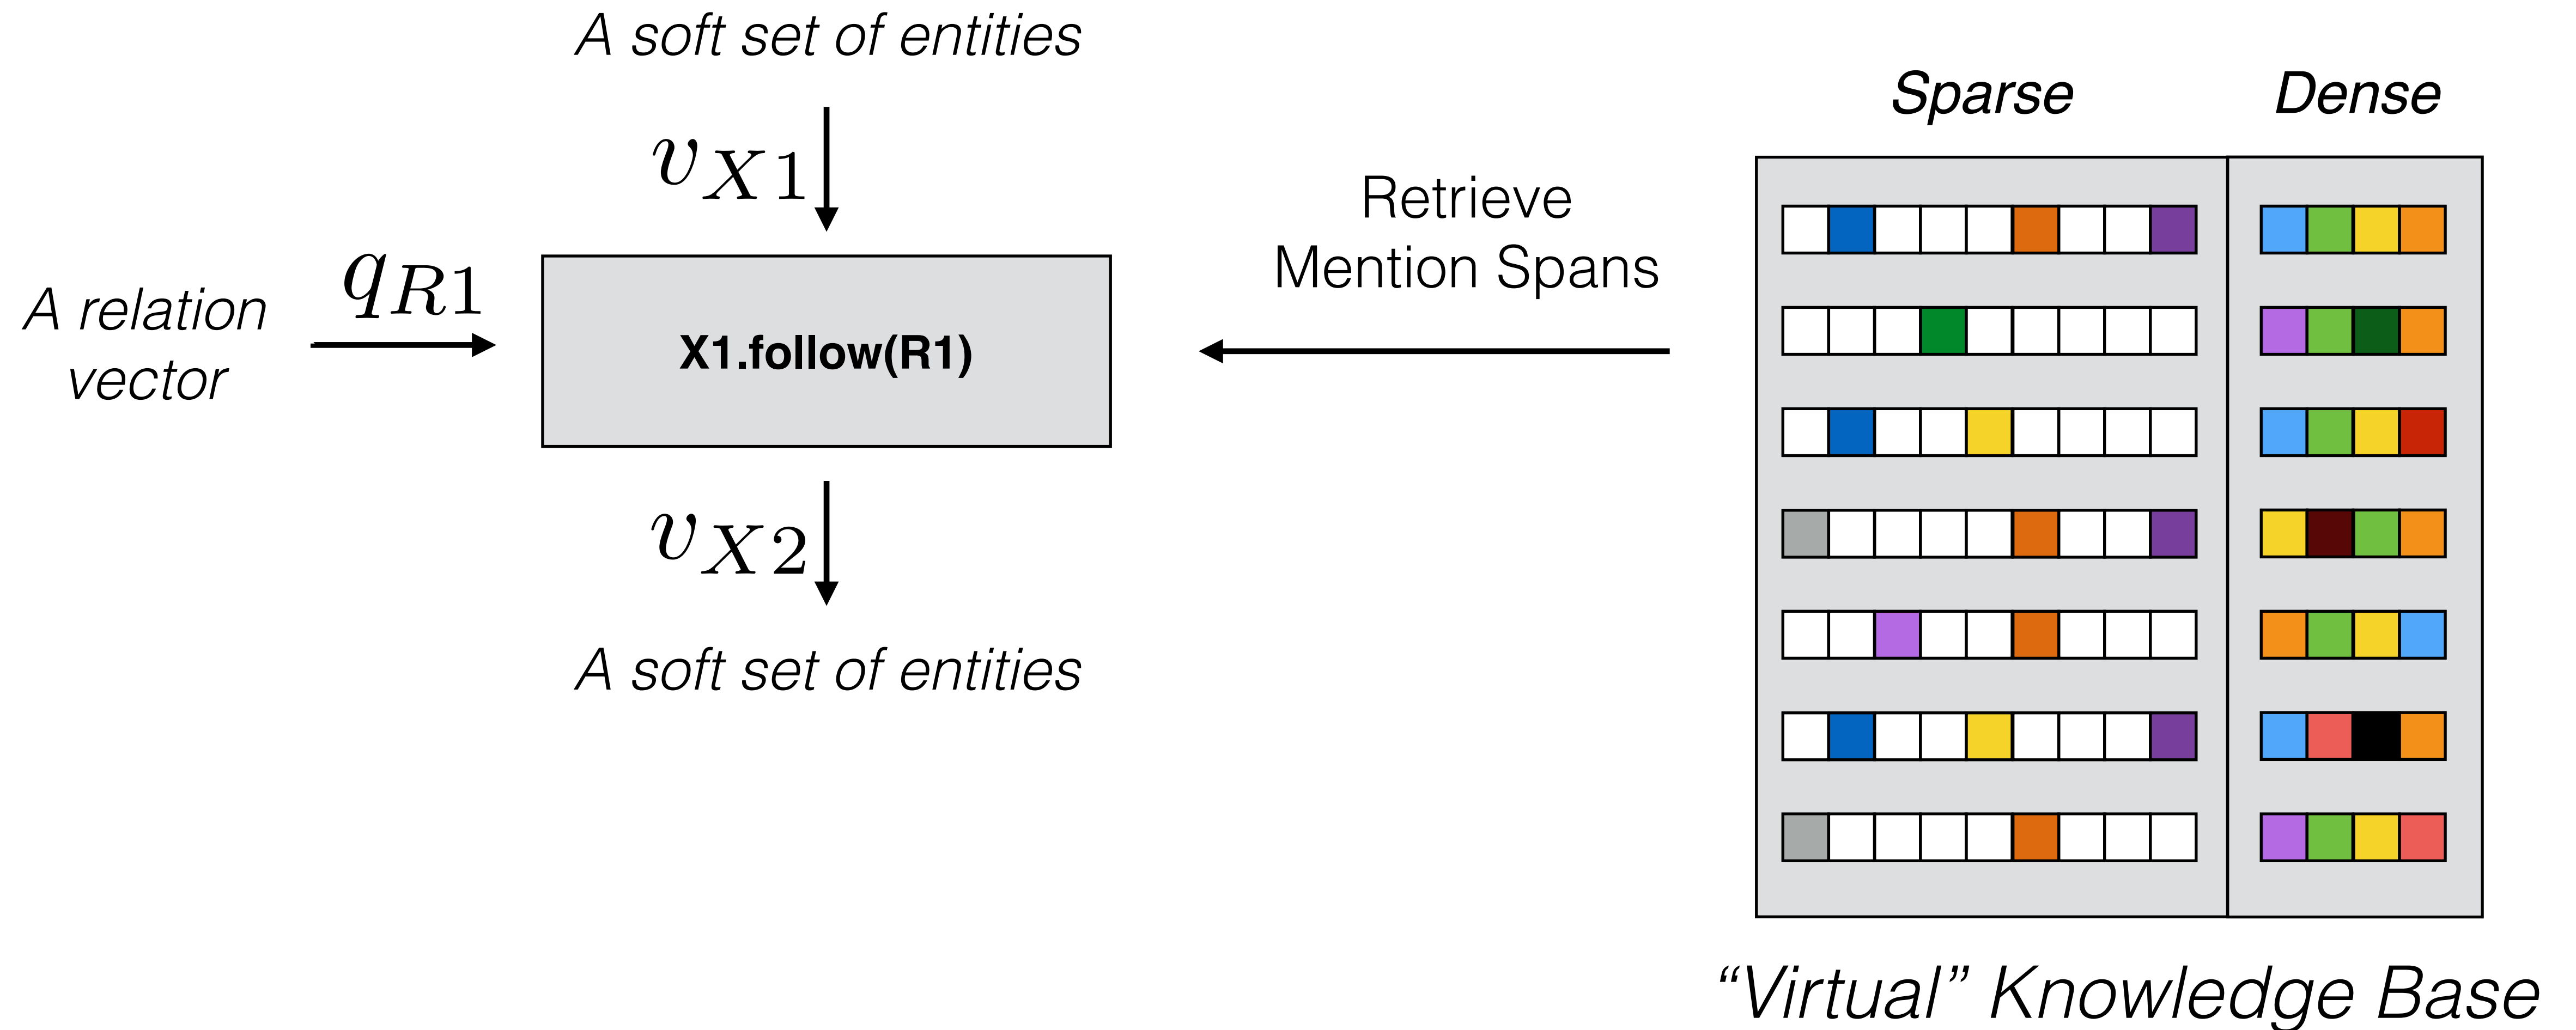 A soft set of entities
v_{X1}
A relation
vector
q_{R1}
X1.follow(R1)
v_{X2}
A soft set of entities
Retrieve
Mention Spans
Sparse
Dense
“Virtual” Knowledge Base